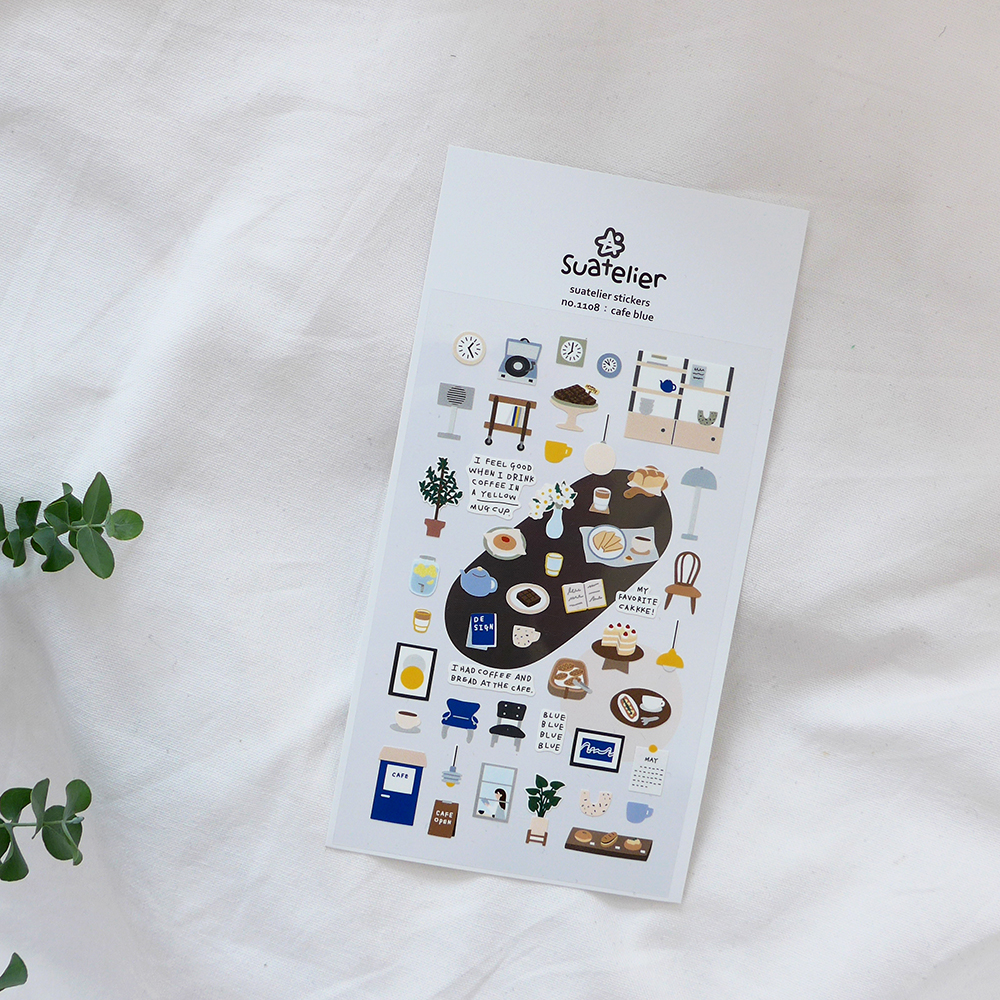 suatelier
suatelier stickers
no.1108 : cafe blue
I FEEL GOOD
WHEN I DRINK
COFFEE IN
A YELLOW
MUG CUP
MY
FAVORITE
CAKKKE!
DE
SIGN
I HAD COFFEE AND
BREAD AT THE CAFE.
BLUE
BLUE
BLUE
BLUE
MAY
CAFE
CAFE
OPEN